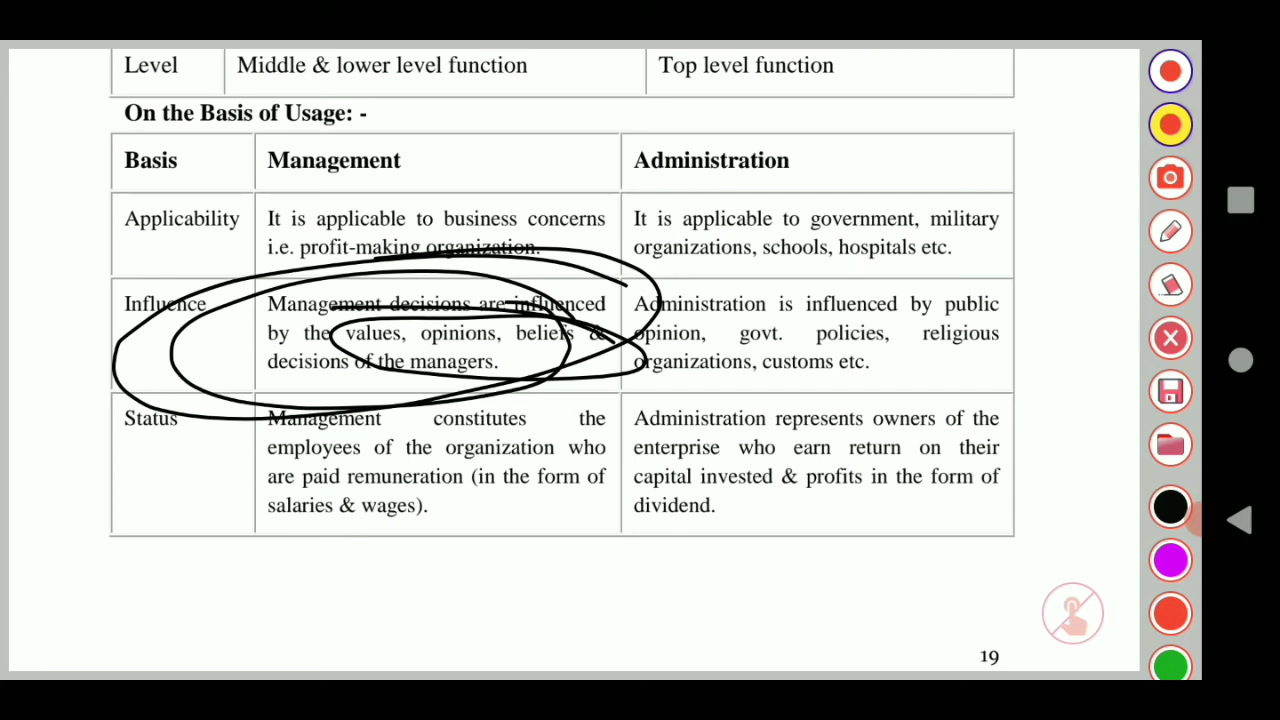 Level Middle & lower level function Top level function
On the Basis of Usage: -
Basis Management Administration
Applicability It is applicable to business concerns It is applicable to government, military
i.e. profit-making organization. organizations, schools, hospitals etc.
Influence Management decisions are influenced Administration is influenced by public
by the values, opinions, beliefs & opinion, govt. policies, religious
decisions of the managers. organizations, customs etc.
Status Management constitutes the Administration represents owners of the
employees of the organization who enterprise who earn return on their
are paid remuneration (in the form of capital invested & profits in the form of
salaries & wages). dividend.
19